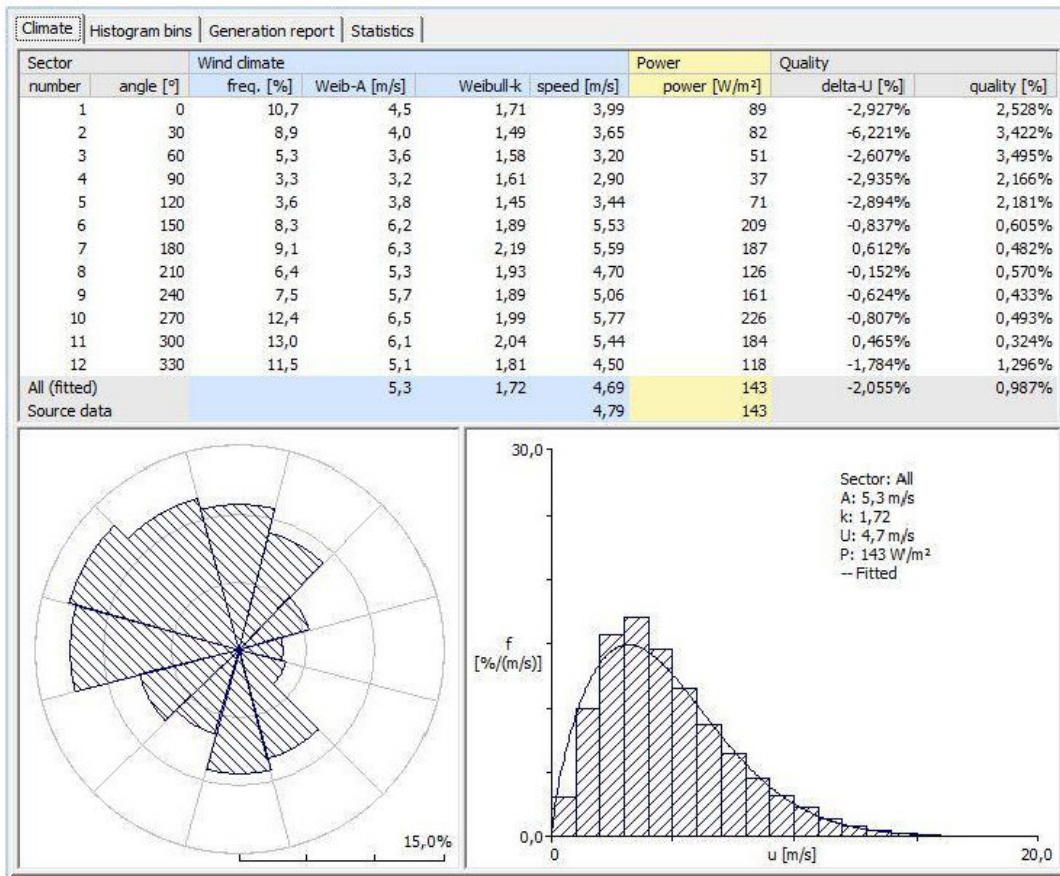 Climate Histogram bins Generation report Statistics
Sector Wind climate Power Quality
number angle [°] freq. [%] Weib-A [m/s] Weibull-k speed [m/s] power [W/m²] delta-U [%] quality [%]
1 0 10,7 4,5 1,71 3,99 89 -2,927% 2,528%
2 30 8,9 4,0 1,49 3,65 82 -6,221% 3,422%
3 60 5,3 3,6 1,58 3,20 51 -2,607% 3,495%
4 90 3,3 3,2 1,61 2,90 37 -2,935% 2,166%
5 120 3,6 3,8 1,45 3,44 71 -2,894% 2,181%
6 150 8,3 6,2 1,89 5,53 209 -0,837% 0,605%
7 180 9,1 6,3 2,19 5,59 187 0,612% 0,482%
8 210 6,4 5,3 1,93 4,70 126 -0,152% 0,570%
9 240 7,5 5,7 1,89 5,06 161 -0,624% 0,433%
10 270 12,4 6,5 1,99 5,77 226 -0,807% 0,493%
11 300 13,0 6,1 2,04 5,44 184 0,465% 0,324%
12 330 11,5 5,1 1,81 4,50 118 -1,784% 1,296%
All (fitted) 5,3 1,72 4,69 143 -2,055% 0,987%
Source data 4,79 143
15,0%
30,0
Sector: All
A: 5,3 m/s
k: 1,72
U: 4,7 m/s
P: 143 W/m²
-- Fitted
f
[%/(m/s)]
0,0
0 u [m/s] 20,0